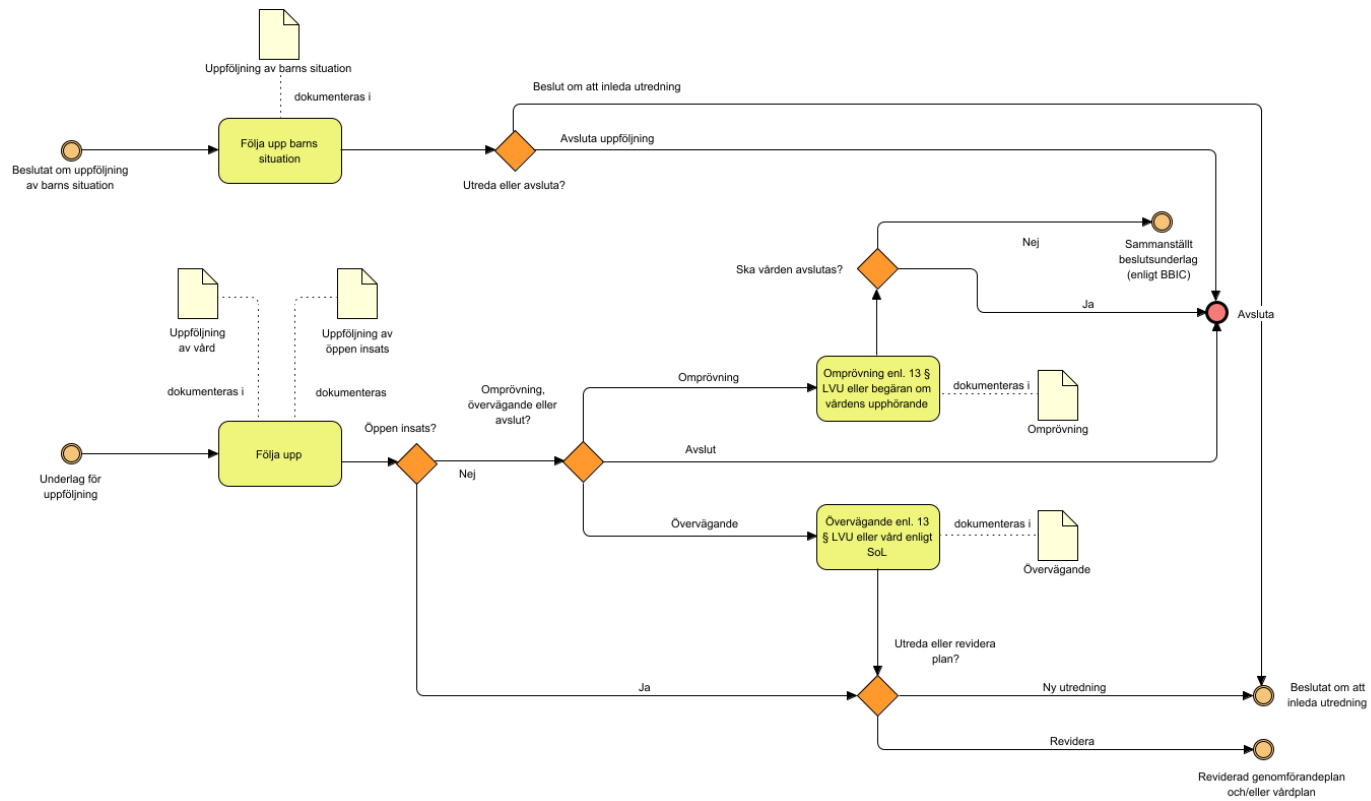 Uppföljning av barns situation
dokumenteras i
Beslut om att inleda utredning
Följa upp barns
situation
Avsluta uppföljning
Beslutat om uppföljning
av barns situation
Utreda eller avsluta?
Nej
Sammanställt
beslutsunderlag
(enligt BBIC)
Ska vården avslutas?
Ja
Avsluta
Uppföljning
av vård
Uppföljning av
öppen insats
dokumenteras i
dokumenteras
Omprövning,
övervägande eller
avslut?
Omprövning
Omprövning enl. 13 §
LVU eller begäran om
vårdens upphörande
dokumenteras i
Omprövning
Öppen insats?
Följa upp
Nej
Avslut
Underlag för
uppföljning
Övervägande
Övervägande enl. 13
§ LVU eller vård enligt
SoL
dokumenteras i
Övervägande
Utreda eller revidera
plan?
Ja
Ny utredning
Beslutat om att
inleda utredning
Revidera
Reviderad genomförandeplan
och/eller vårdplan